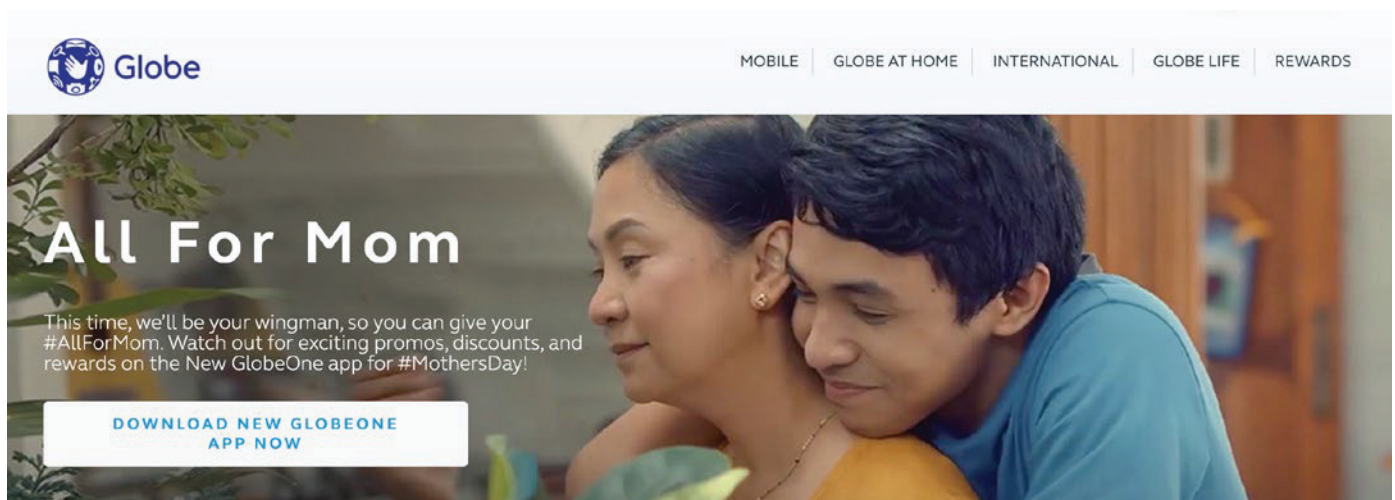 Globe
MOBILE GLOBE AT HOME INTERNATIONAL GLOBE LIFE REWARDS
All For Mom
This time, we'll be your wingman, so you can give your
#AllForMom. Watch out for exciting promos, discounts, and
rewards on the New GlobeOne app for #MothersDay!
DOWNLOAD NEW GLOBEONE
APP NOW